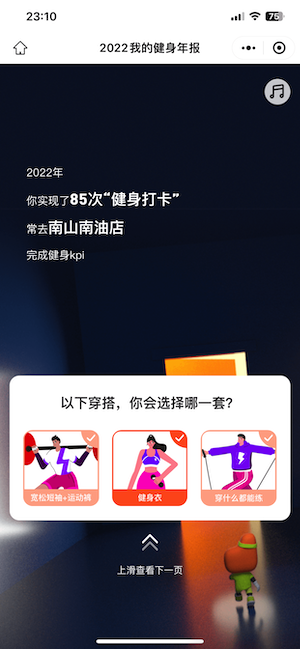 23:10
75
2022我的健身年报
2022年
你实现了85次“健身打卡”
常去南山南油店
完成健身kpi
以下穿搭，你会选择哪一套？
宽松短袖+运动裤
健身衣
穿什么都能练
上滑查看下一页